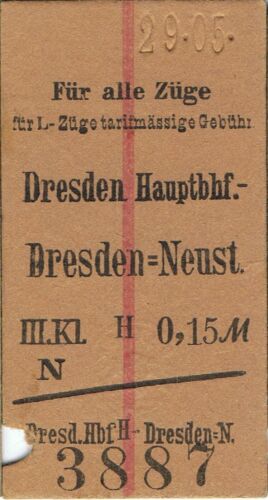 29·05·
Für alle Züge
für L-Züge tarifmässige Gebühr
Dresden Hauptbhf.-
Dresden=Neust.
III.Kl. H 0,15 M
N
Dresd. Hbf H- Dresden=N.
3887